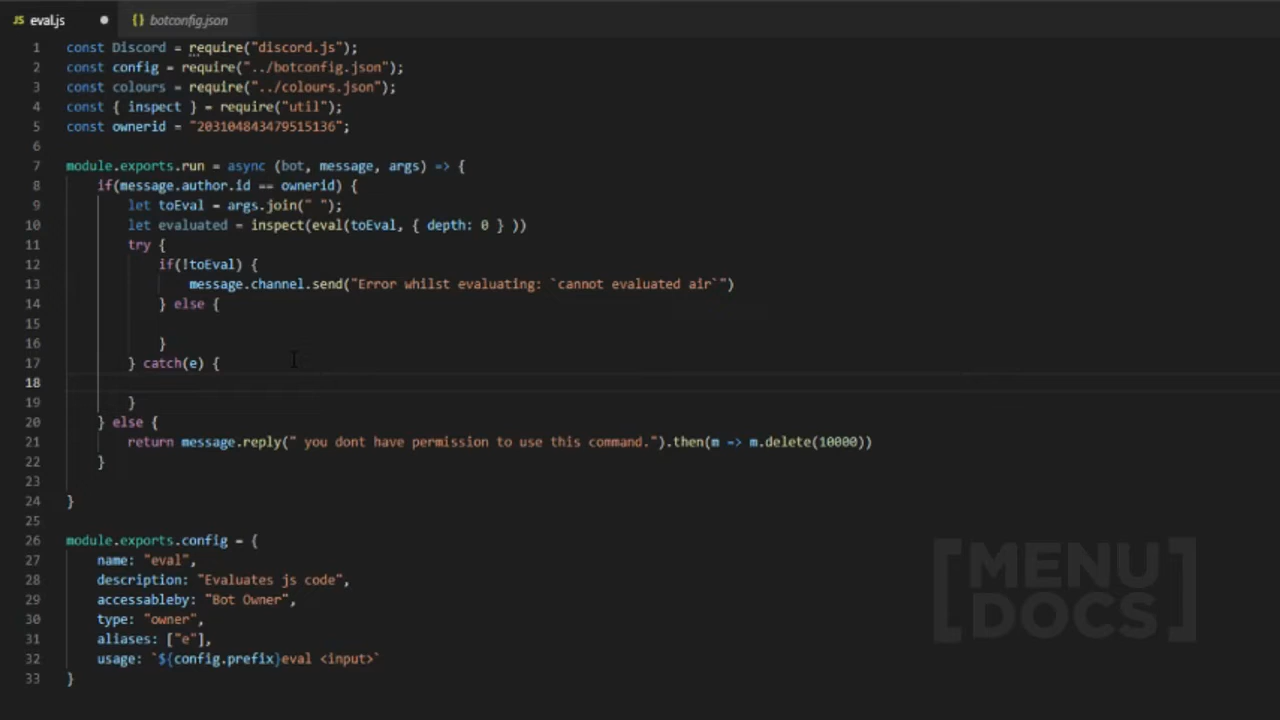 JS eval.js ● {} botconfig.json
1 const Discord = require("discord.js");
2 const config = require("../botconfig.json");
3 const colours = require("../colours.json");
4 const { inspect } = require("util");
5 const ownerid = "203104843479515136";
6
7 module.exports.run = async (bot, message, args) => {
8 if(message.author.id == ownerid) {
9 let toEval = args.join(" ");
10 let evaluated = inspect(eval(toEval, { depth: 0 } ))
11 try {
12 if(!toEval) {
13 message.channel.send("Error whilst evaluating: `cannot evaluated air`")
14 } else {
15
16 }
17 } catch(e) {
18
19 }
20 } else {
21 return message.reply(" you dont have permission to use this command.").then(m => m.delete(10000))
22 }
23
24 }
25
26 module.exports.config = {
27 name: "eval",
28 description: "Evaluates js code",
29 accessableby: "Bot Owner",
30 type: "owner",
31 aliases: ["e"],
32 usage: `${config.prefix}eval <input>`
33 }
[MENU
DOCS]